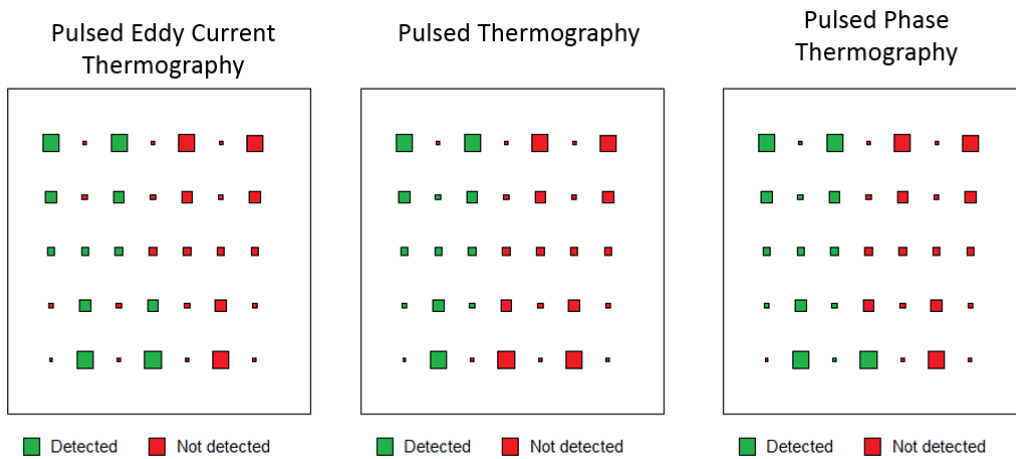 Pulsed Eddy Current
Thermography
Pulsed Thermography
Pulsed Phase
Thermography
Detected
Not detected
Detected
Not detected
Detected
Not detected